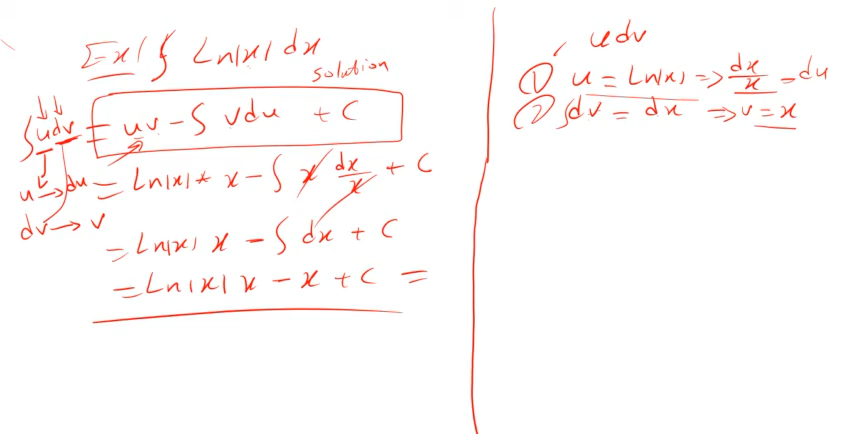 Ex| ∫ Ln|x| dx
solution
∫udv = uv - ∫ vdu + C
u → du
dv → v
= Ln|x| * x - ∫ x dx/x + C
= Ln|x| x - ∫ dx + C
= Ln|x| x - x + C =
u dv
① u = Ln|x| => dx/x = du
② ∫dv = dx => v = x